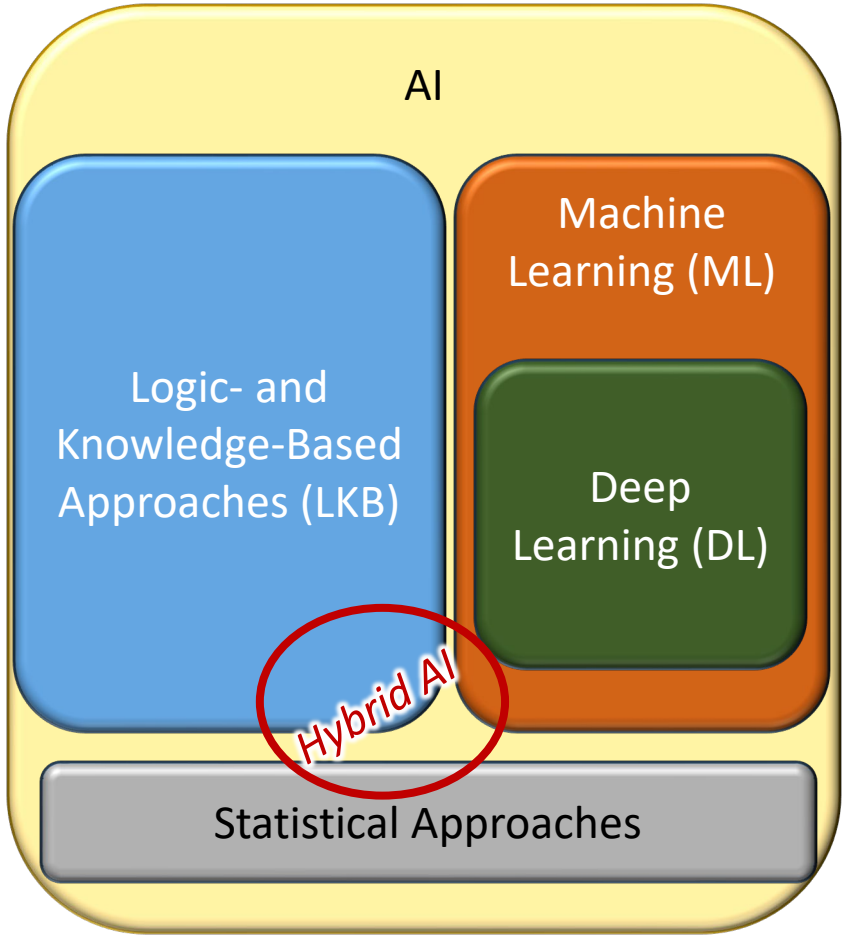 AI
Logic- and
Knowledge-Based
Approaches (LKB)
Machine
Learning (ML)
Deep
Learning (DL)
Hybrid AI
Statistical Approaches